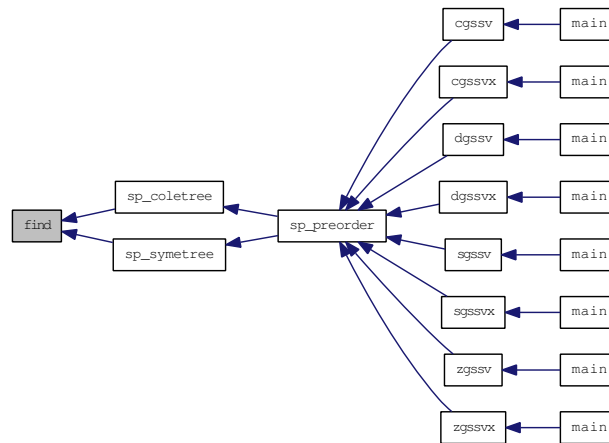 cgssv
main
cgssvx
main
dgssv
main
dgssvx
main
sp_coletree
find
sp_preorder
sp_symetree
sgssv
main
sgssvx
main
zgssv
main
zgssvx
main